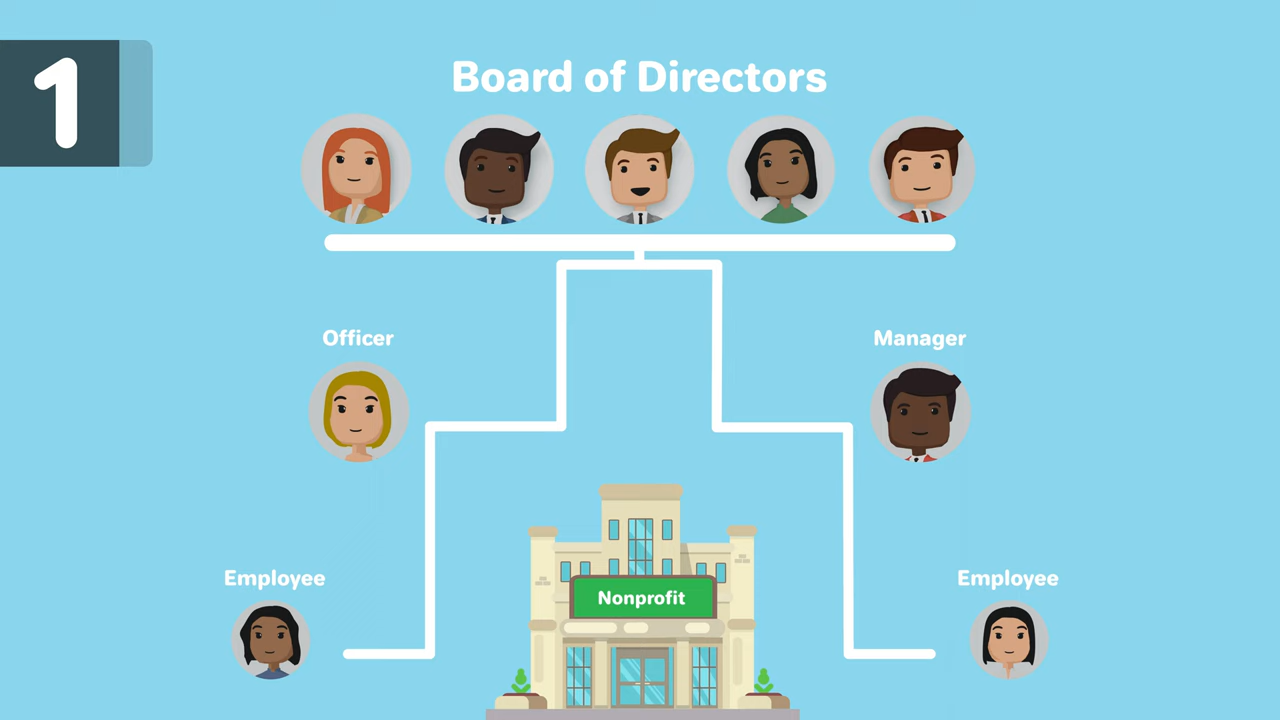 1
Board of Directors
Officer
Manager
Employee
Employee
Nonprofit